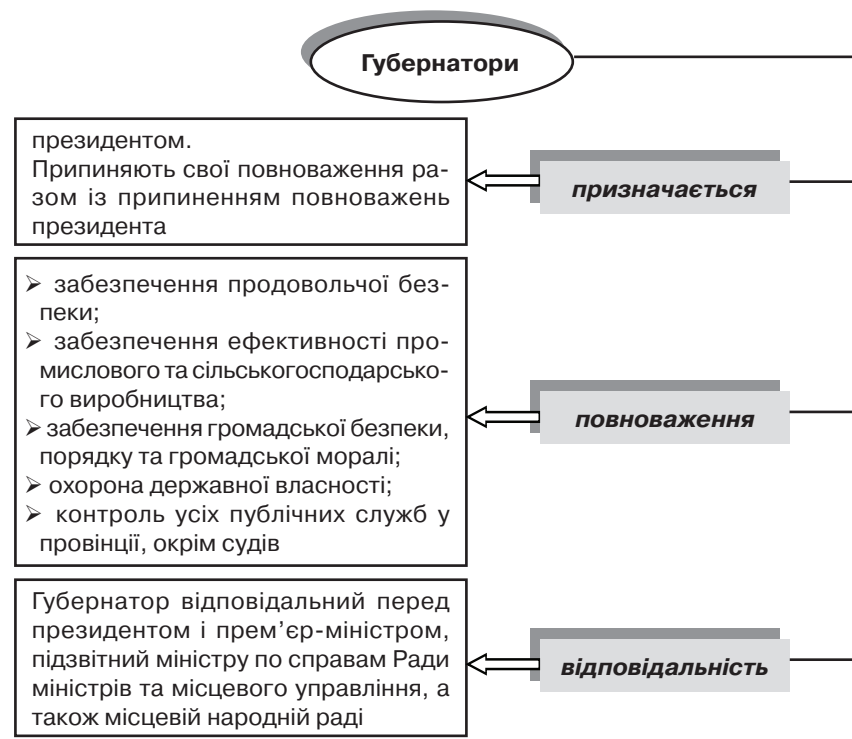 Губернатори
президентом.
Припиняють свої повноваження ра-
зом із припиненням повноважень
президента
призначається
➢ забезпечення продовольчої без-
пеки;
➢ забезпечення ефективності про-
мислового та сільськогосподарсько-
го виробництва;
➢ забезпечення громадської безпеки,
порядку та громадської моралі;
➢ охорона державної власності;
➢ контроль усіх публічних служб у
провінції, окрім судів
повноваження
Губернатор відповідальний перед
президентом і прем’єр-міністром,
підзвітний міністру по справам Ради
міністрів та місцевого управління, а
також місцевій народній раді
відповідальність